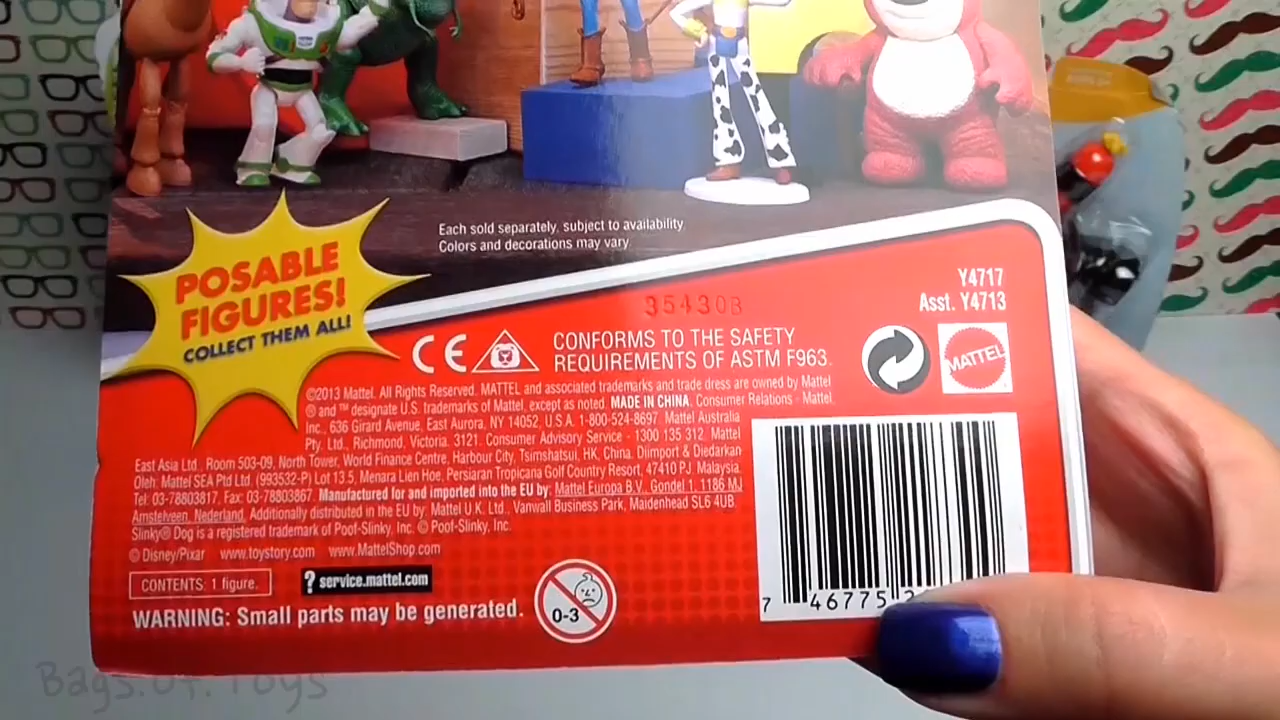 Each sold separately, subject to availability.
Colors and decorations may vary.
POSABLE
FIGURES!
COLLECT THEM ALL!
35430B
Y4717
Asst. Y4713
CE
CONFORMS TO THE SAFETY
REQUIREMENTS OF ASTM F963.
MATTEL
©2013 Mattel. All Rights Reserved. MATTEL and associated trademarks and trade dress are owned by Mattel
® and ™ designate U.S. trademarks of Mattel, except as noted. MADE IN CHINA. Consumer Relations - Mattel
Inc., 636 Girard Avenue, East Aurora, NY 14052, U.S.A. 1-800-524-8697. Mattel Australia
Pty. Ltd., Richmond, Victoria. 3121. Consumer Advisory Service - 1300 135 312. Mattel
East Asia Ltd., Room 503-09, North Tower, World Finance Centre, Harbour City, Tsimshatsui, HK, China. Diimport & Diedarkan
Oleh: Mattel SEA Ptd Ltd. (993532-P) Lot 13.5, Menara Lien Hoe, Persiaran Tropicana Golf Country Resort, 47410 PJ. Malaysia.
Tel: 03-78803817, Fax: 03-78803867. Manufactured for and imported into the EU by: Mattel Europa B.V., Gondel 1, 1186 MJ
Amstelveen, Nederland. Additionally distributed in the EU by: Mattel U.K. Ltd., Vanwall Business Park, Maidenhead SL6 4UB.
Slinky® Dog is a registered trademark of Poof-Slinky, Inc. © Poof-Slinky, Inc.
© Disney/Pixar www.toystory.com www.MattelShop.com
CONTENTS: 1 figure.
? service.mattel.com
WARNING: Small parts may be generated.
0-3
7 46775
Bags.Of.Toys